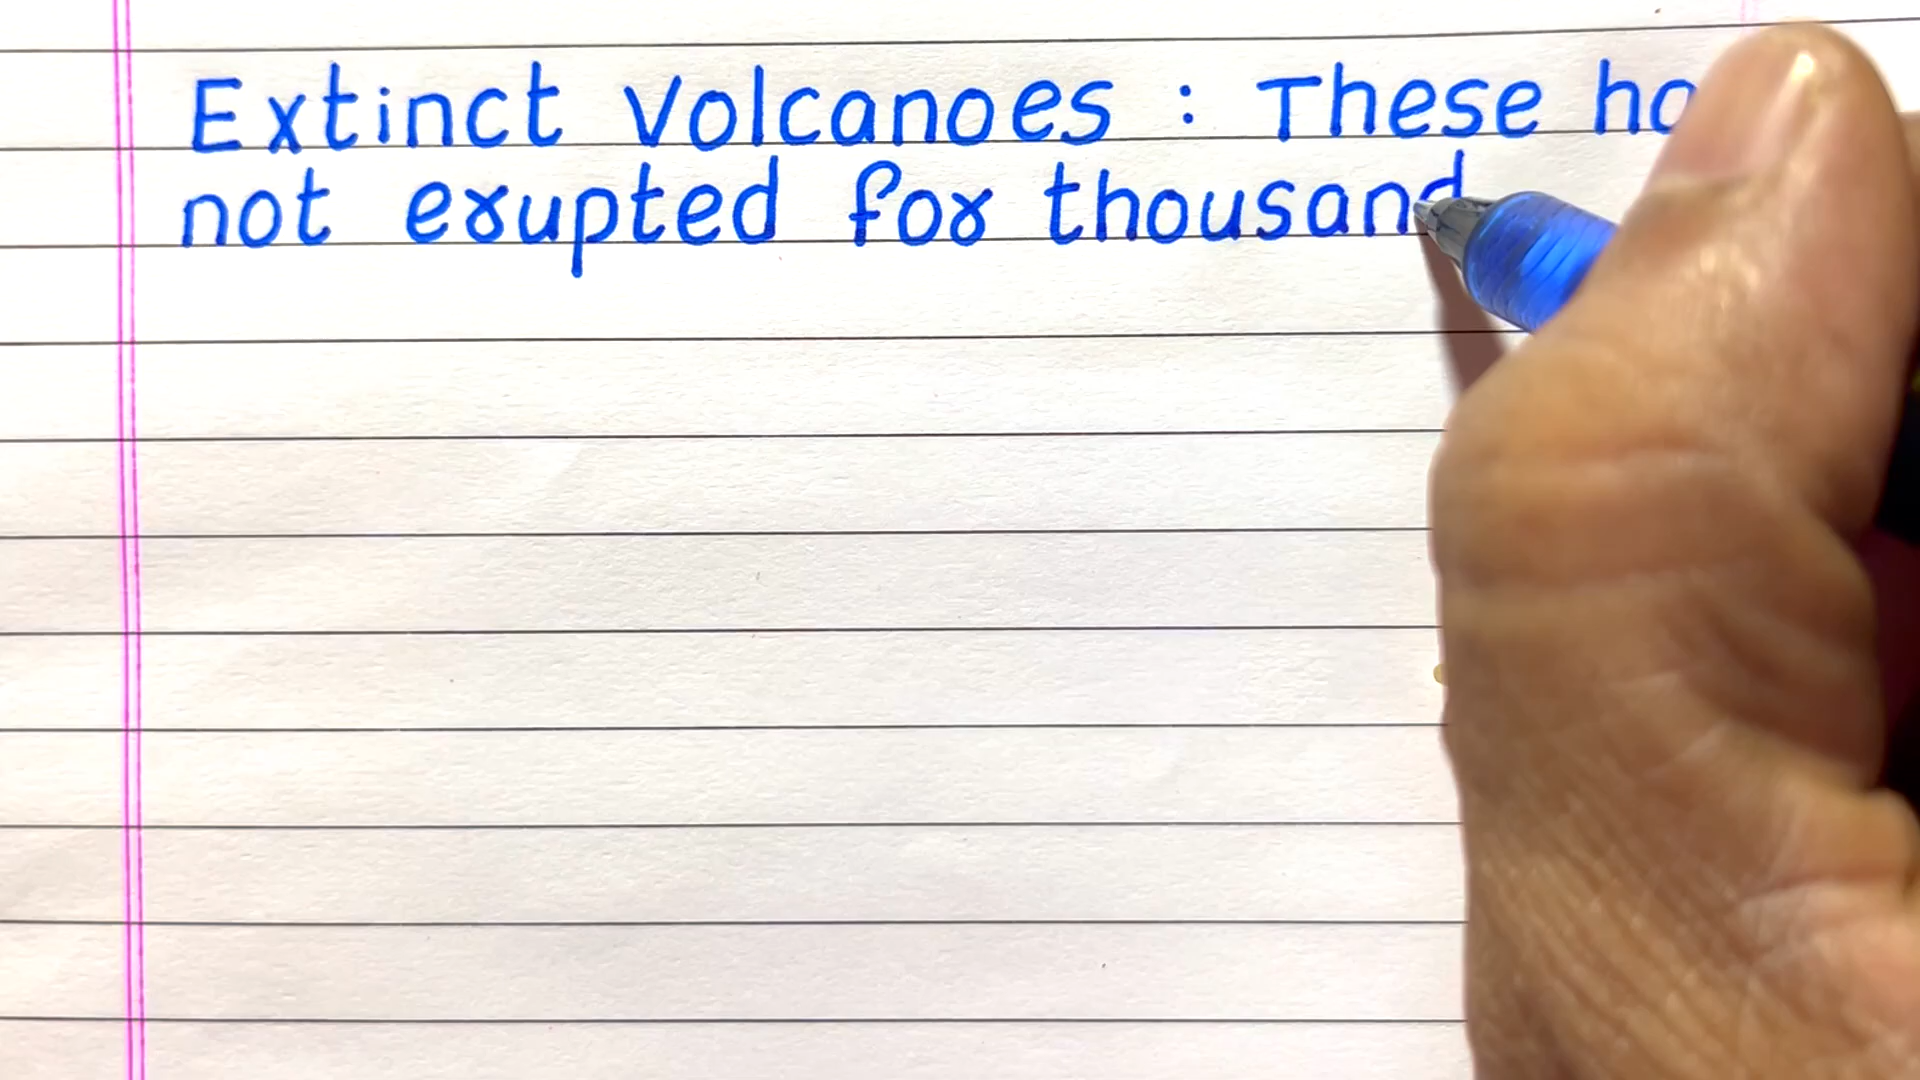 Extinct Volcanoes : These
not erupted for thousand